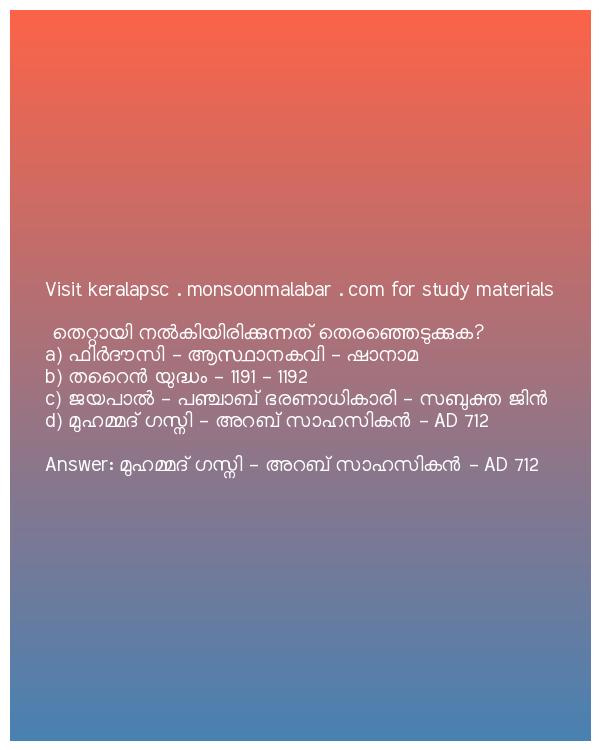 Visit keralapsc . monsoonmalabar . com for study materials
തെറ്റായി നൽകിയിരിക്കുന്നത് തെരഞ്ഞെടുക്കുക?
a) ഫിർദൗസി - ആസ്ഥാനകവി - ഷാനാമ
b) തറൈൻ യുദ്ധം - 1191 - 1192
c) ജയപാൽ - പഞ്ചാബ് ഭരണാധികാരി - സബുക്ത ജിൻ
d) മുഹമ്മദ് ഗസ്നി - അറബ് സാഹസികൻ - AD 712
Answer: മുഹമ്മദ് ഗസ്നി - അറബ് സാഹസികൻ - AD 712